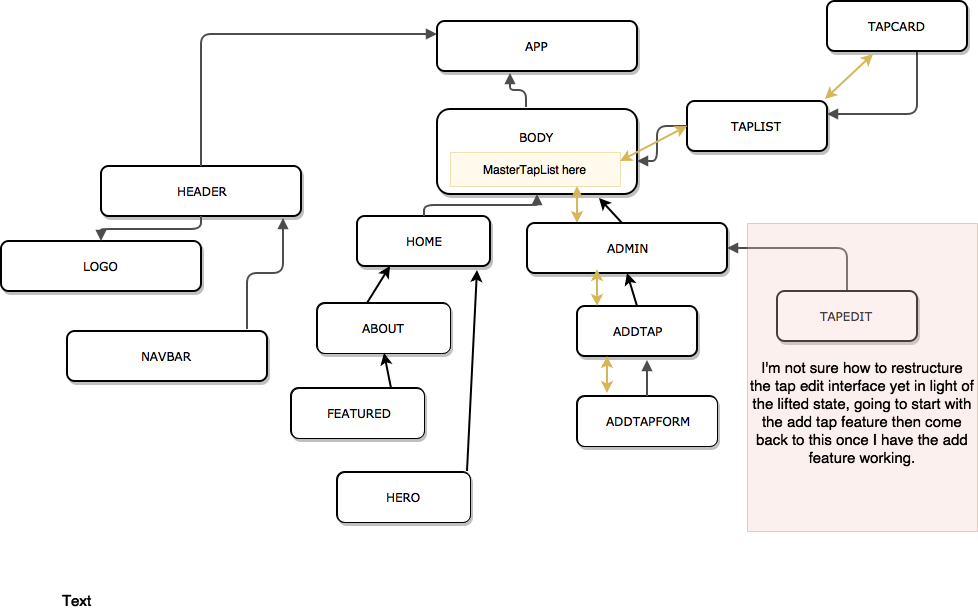 TAPCARD
APP
TAPLIST
BODY
MasterTapList here
HEADER
HOME
ADMIN
LOGO
TAPEDIT
ABOUT
ADDTAP
NAVBAR
I'm not sure how to restructure
the tap edit interface yet in light of
the lifted state, going to start with
the add tap feature then come
back to this once I have the add
feature working.
FEATURED
ADDTAPFORM
HERO
Text